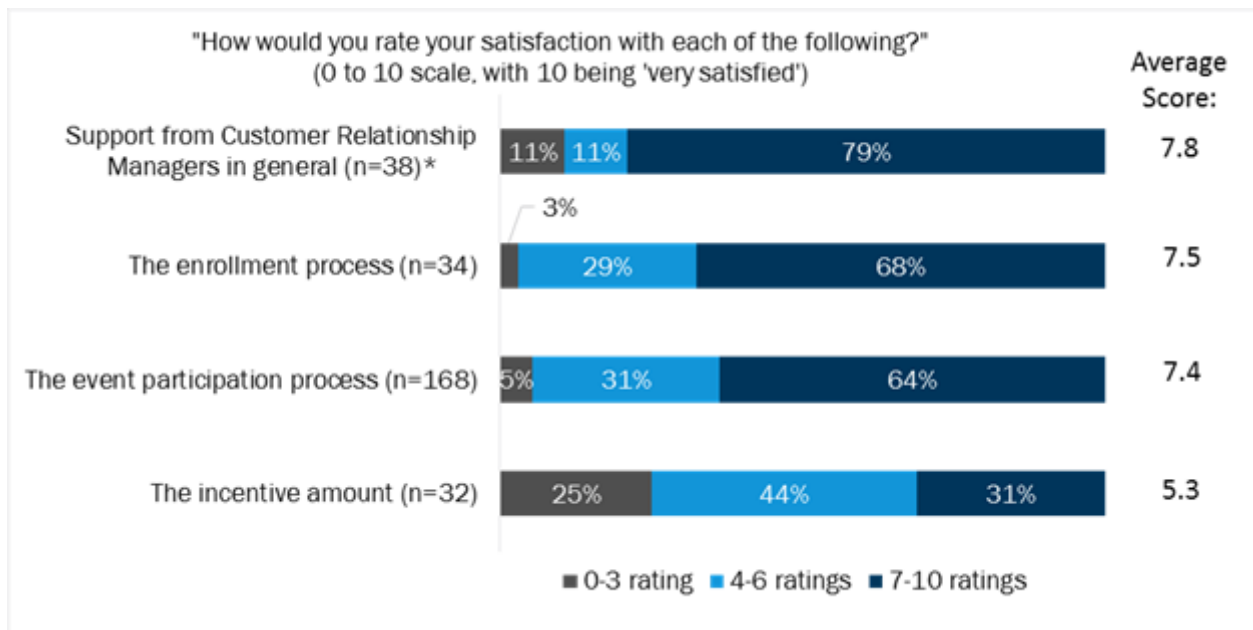 "How would you rate your satisfaction with each of the following?"
(0 to 10 scale, with 10 being 'very satisfied')
Average
Score:
Support from Customer Relationship
Managers in general (n=38)*
11%
11%
79%
7.8
3%
The enrollment process (n=34)
29%
68%
7.5
The event participation process (n=168)
5%
31%
64%
7.4
The incentive amount (n=32)
25%
44%
31%
5.3
0-3 rating
4-6 ratings
7-10 ratings